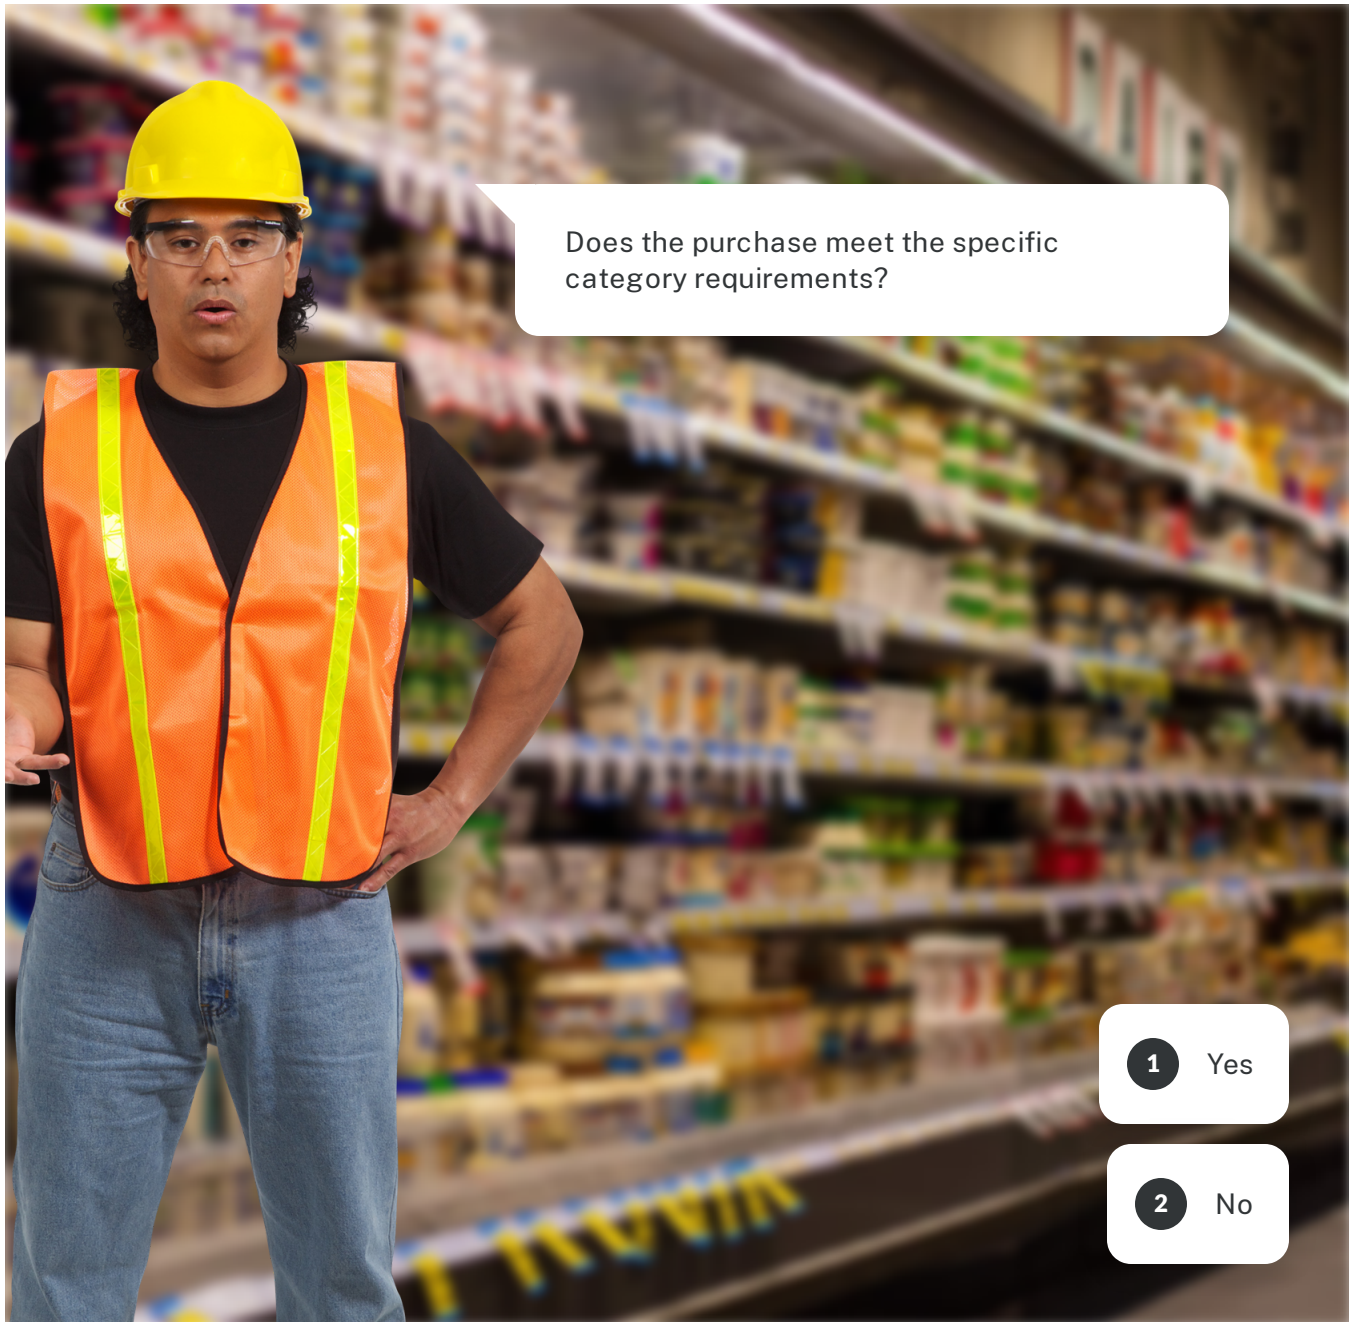 Does the purchase meet the specific
category requirements?
1 Yes
2 No